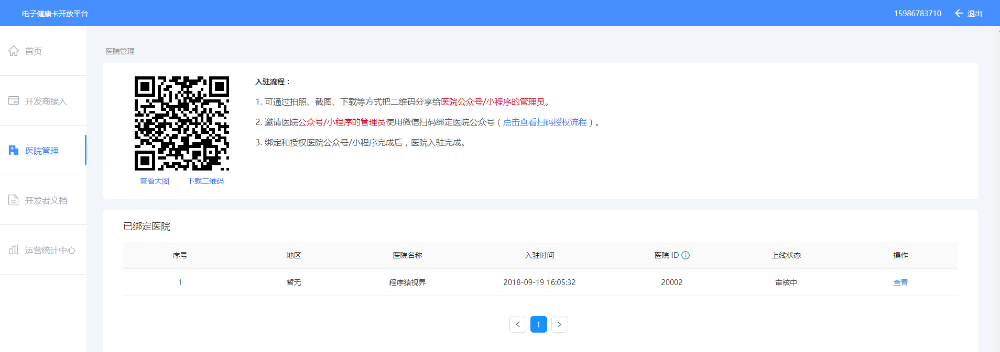 电子健康卡开放平台
15986783710 退出
首页
开发商接入
医院管理
开发者文档
运营统计中心
医院管理
查看大图 下载二维码
入驻流程：
1. 可通过拍照、截图、下载等方式把二维码分享给医院公众号/小程序的管理员。
2. 邀请医院公众号/小程序的管理员使用微信扫码绑定医院公众号（点击查看扫码授权流程）。
3. 绑定和授权医院公众号/小程序完成后，医院入驻完成。
已绑定医院
序号 地区 医院名称 入驻时间 医院 ID 上线状态 操作
1 暂无 程序猿视界 2018-09-19 16:05:32 20002 审核中 查看
< 1 >